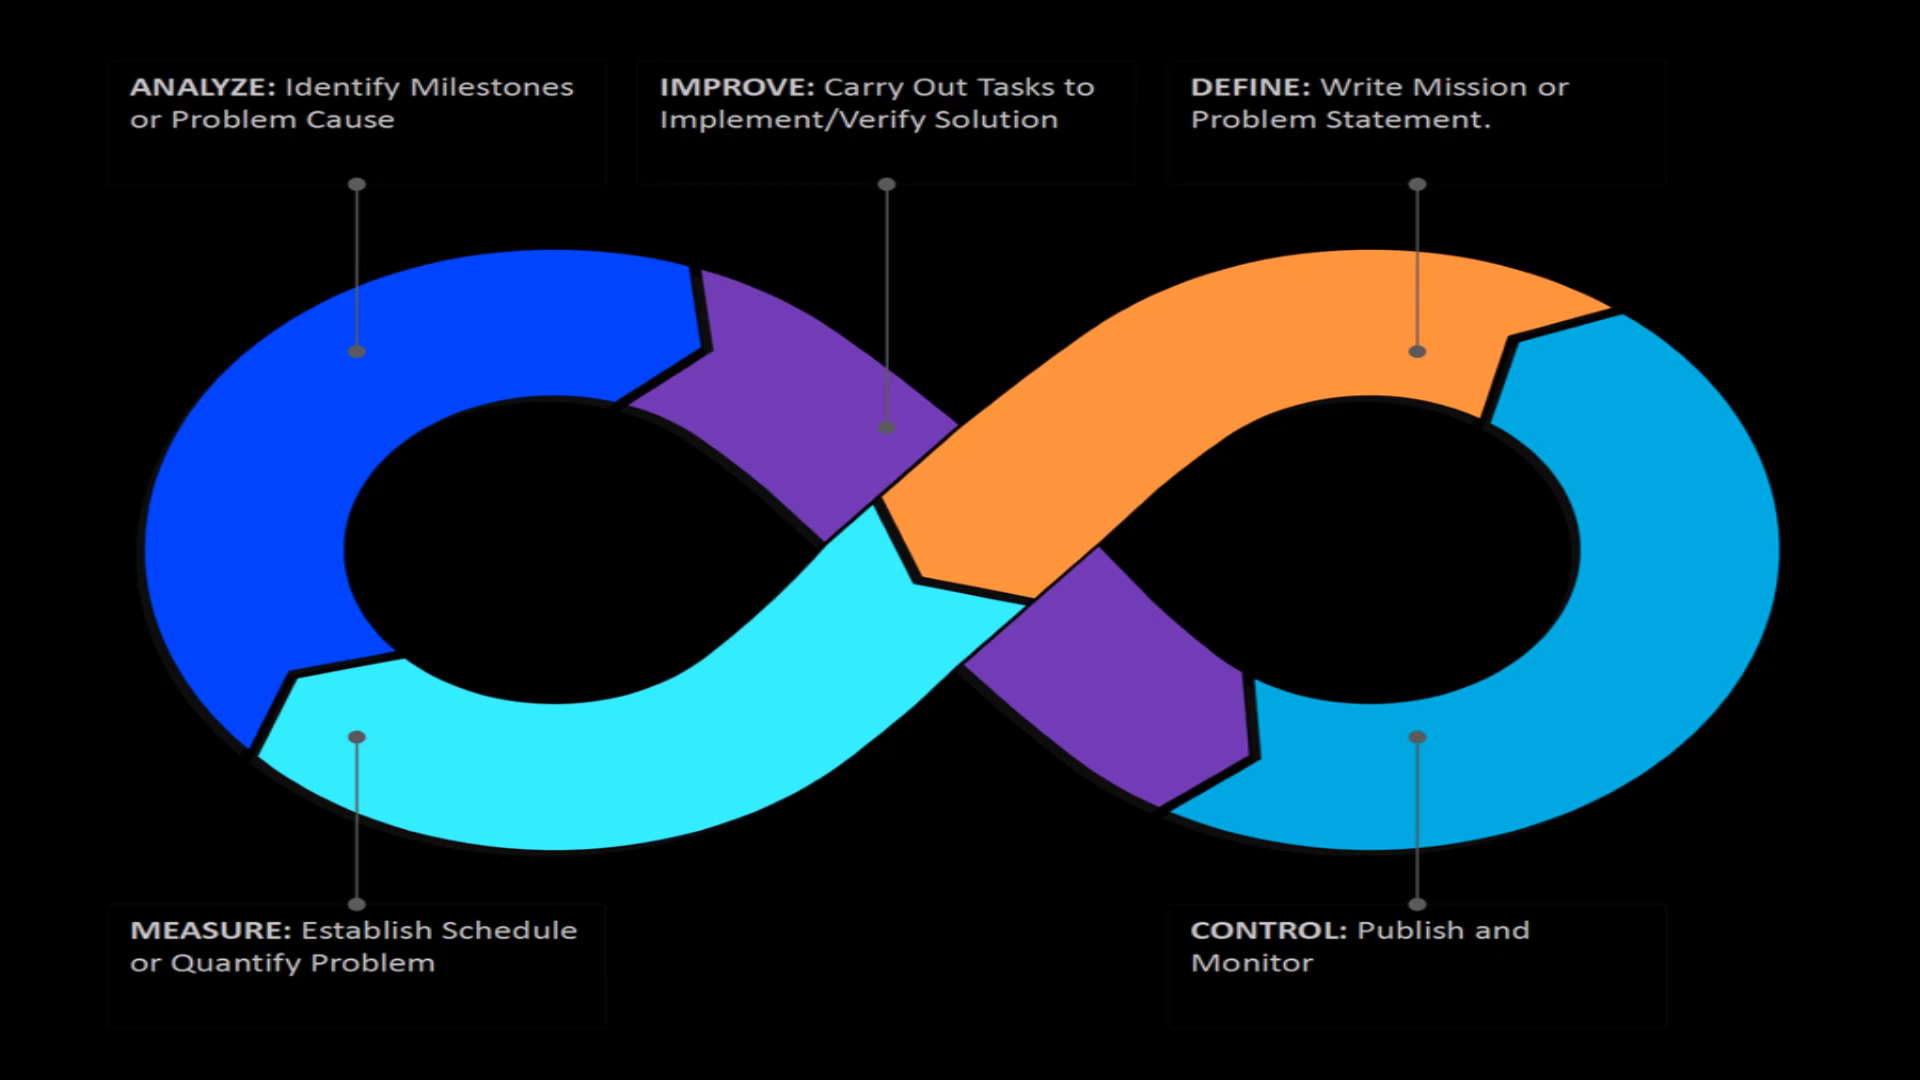 ANALYZE: Identify Milestones
or Problem Cause
IMPROVE: Carry Out Tasks to
Implement/Verify Solution
DEFINE: Write Mission or
Problem Statement.
MEASURE: Establish Schedule
or Quantify Problem
CONTROL: Publish and
Monitor